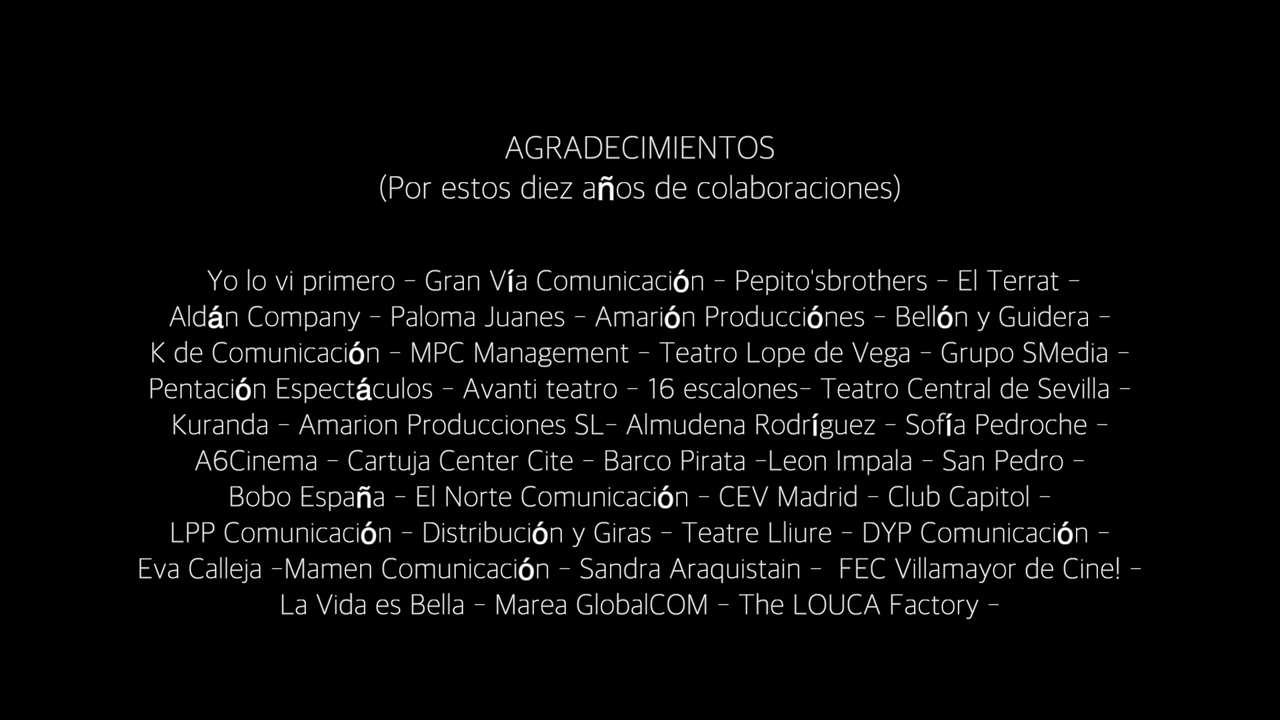 AGRADECIMIENTOS
(Por estos diez años de colaboraciones)
Yo lo vi primero - Gran Vía Comunicación - Pepito'sbrothers - El Terrat -
Aldán Company - Paloma Juanes - Amarión Producciónes - Bellón y Guidera -
K de Comunicación - MPC Management - Teatro Lope de Vega - Grupo SMedia -
Pentación Espectáculos - Avanti teatro - 16 escalones- Teatro Central de Sevilla -
Kuranda - Amarion Producciones SL- Almudena Rodríguez - Sofía Pedroche -
A6Cinema - Cartuja Center Cite - Barco Pirata -Leon Impala - San Pedro -
Bobo España - El Norte Comunicación - CEV Madrid - Club Capitol -
LPP Comunicación - Distribución y Giras - Teatre Lliure - DYP Comunicación -
Eva Calleja -Mamen Comunicación - Sandra Araquistain -  FEC Villamayor de Cine! -
La Vida es Bella - Marea GlobalCOM - The LOUCA Factory -